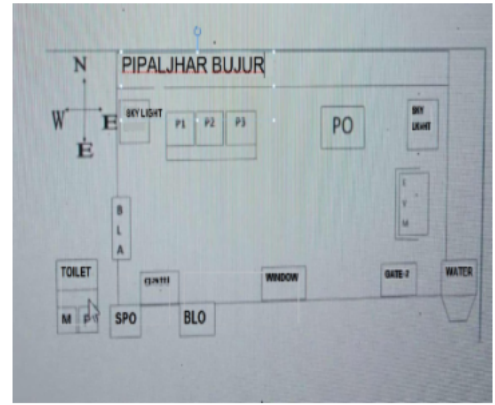 PIPALJHAR BUJUR
N
W E
E
SKY LIGHT
P1 P2 P3
PO
SKY
LIGHT
B
L
A
TOILET
M
WINDOW
GATE-2
WATER
SPO
BLO